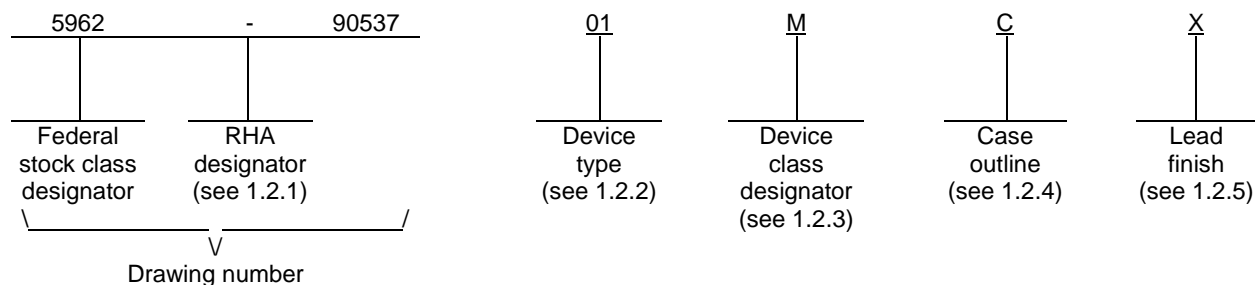 5962 - 90537 01 M C X
Federal stock class designator
RHA designator (see 1.2.1)
Device type (see 1.2.2)
Device class designator (see 1.2.3)
Case outline (see 1.2.4)
Lead finish (see 1.2.5)
Drawing number